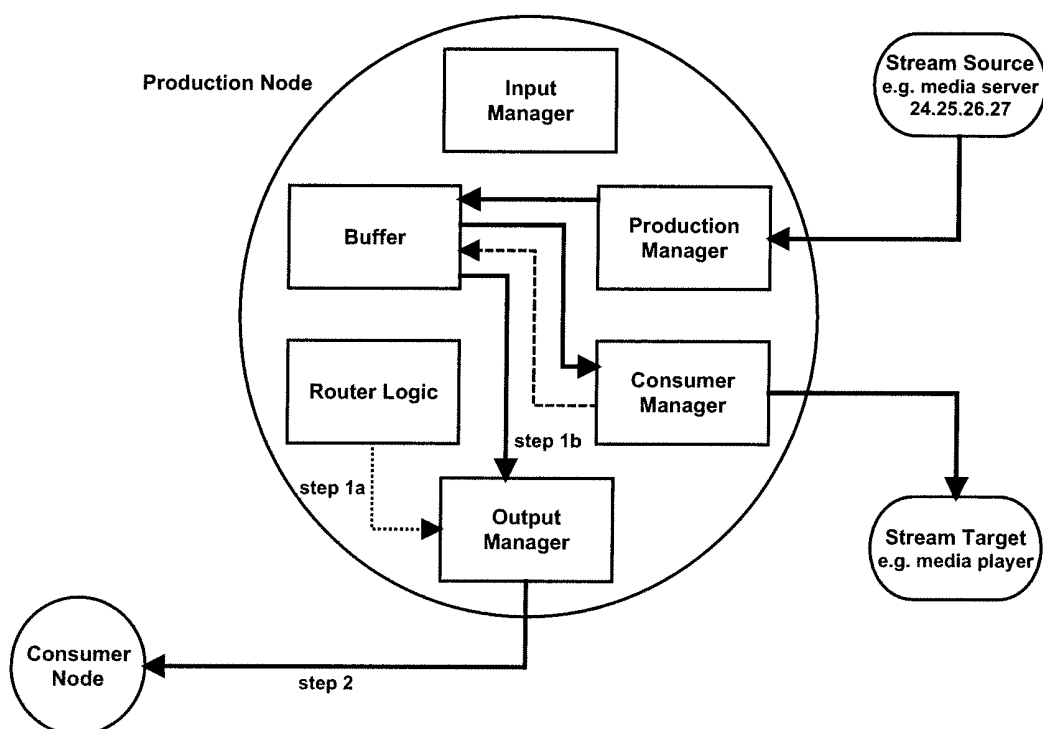 Production Node
Input
Manager
Stream Source
e.g. media server
24.25.26.27
Buffer
Production
Manager
Router Logic
Consumer
Manager
step 1b
step 1a
Output
Manager
Stream Target
e.g. media player
Consumer
Node
step 2